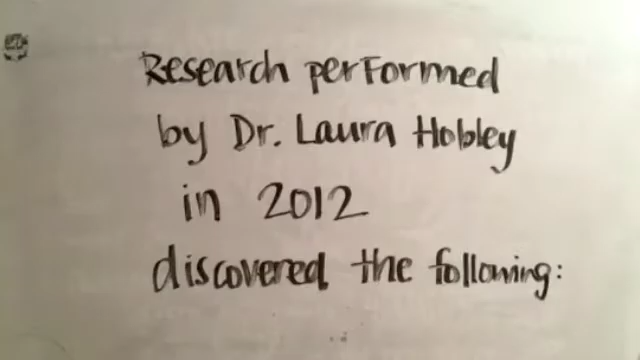 Research performed
by Dr. Laura Hobley
in 2012
discovered the following: